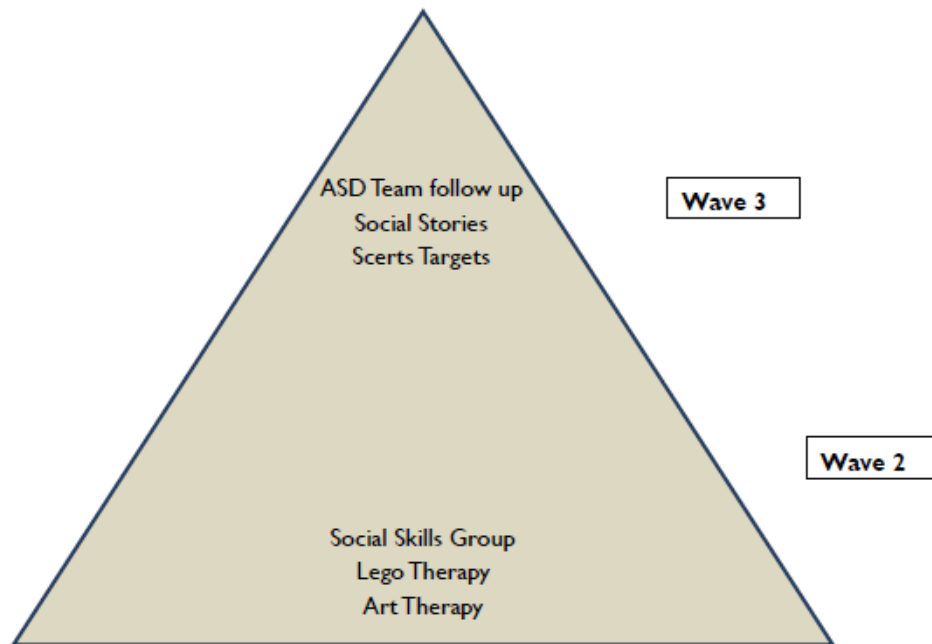 ASD Team follow up
Social Stories
Scerts Targets
Wave 3
Wave 2
Social Skills Group
Lego Therapy
Art Therapy